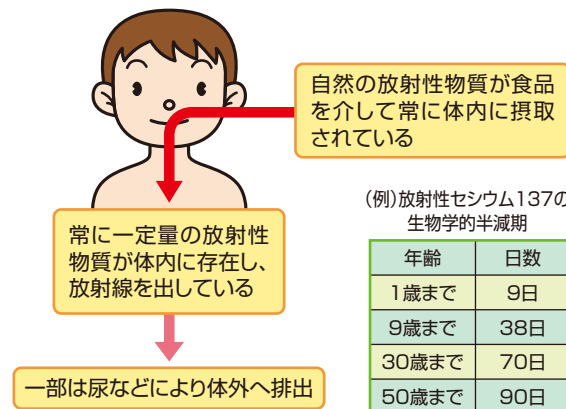 自然の放射性物質が食品
を介して常に体内に摂取
されている
常に一定量の放射性
物質が体内に存在し、
放射線を出している
一部は尿などにより体外へ排出
(例)放射性セシウム137の
生物学的半減期
年齢 日数
1歳まで 9日
9歳まで 38日
30歳まで 70日
50歳まで 90日